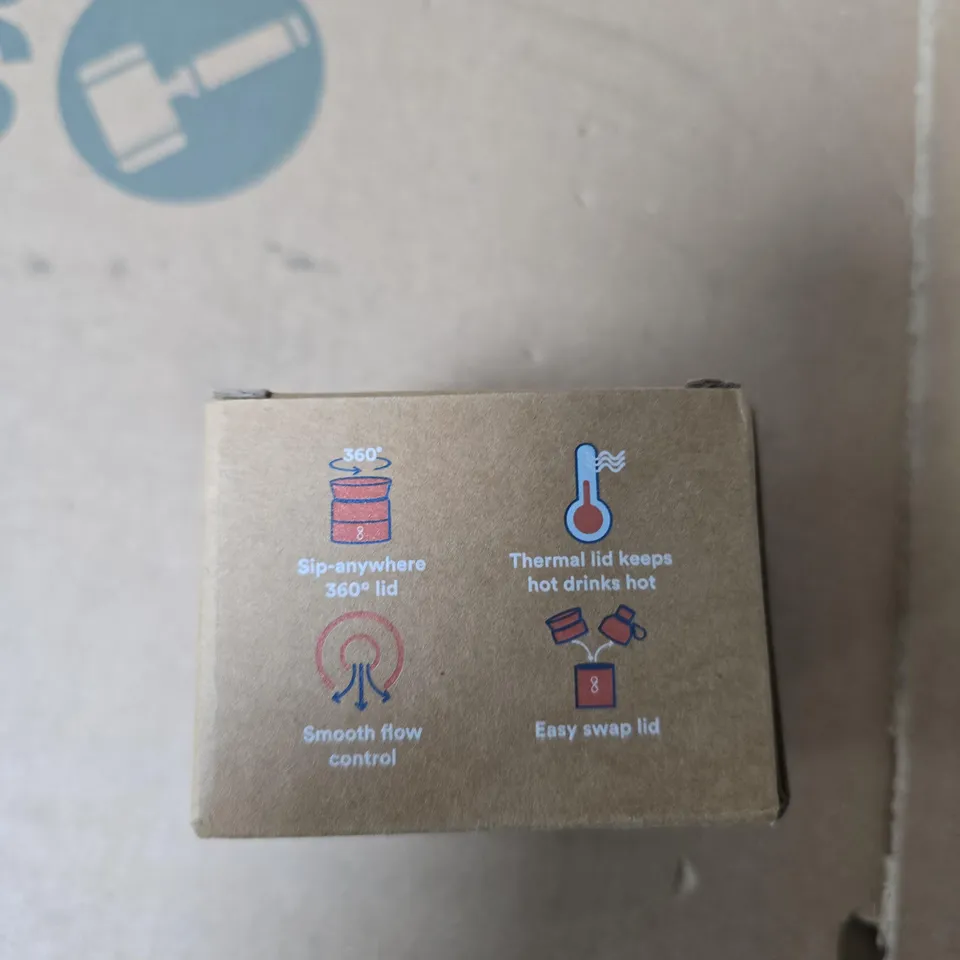 S
360°
Sip-anywhere
360° lid
Thermal lid keeps
hot drinks hot
Smooth flow
control
Easy swap lid